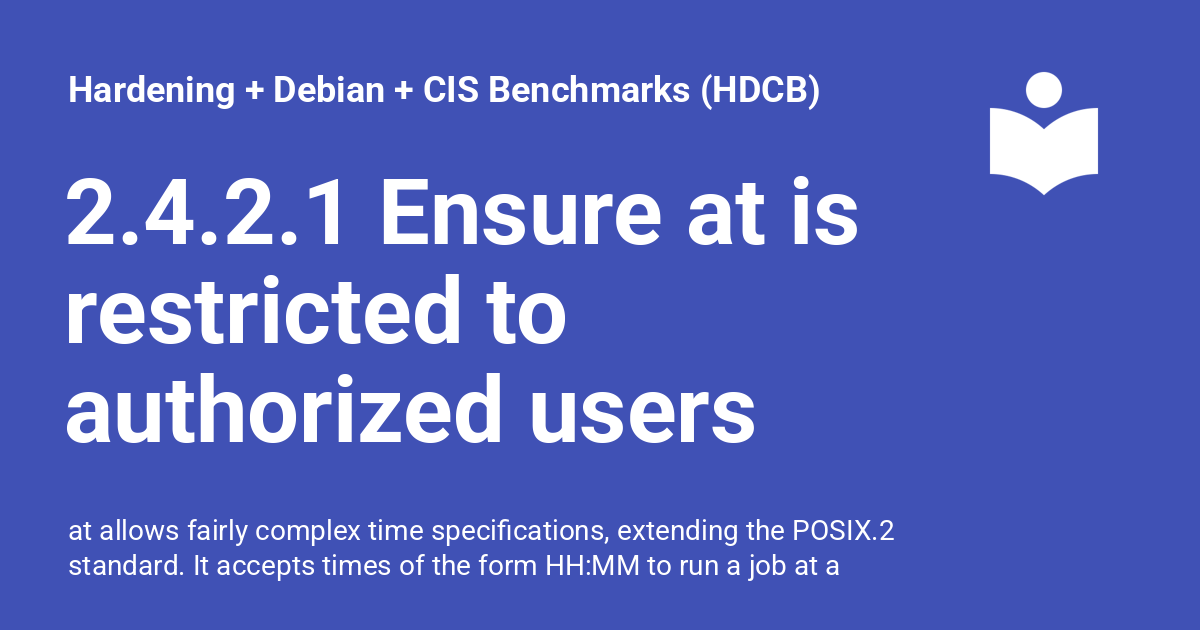 Hardening + Debian + CIS Benchmarks (HDCB)
2.4.2.1 Ensure at is
restricted to
authorized users
at allows fairly complex time specifications, extending the POSIX.2
standard. It accepts times of the form HH:MM to run a job at a